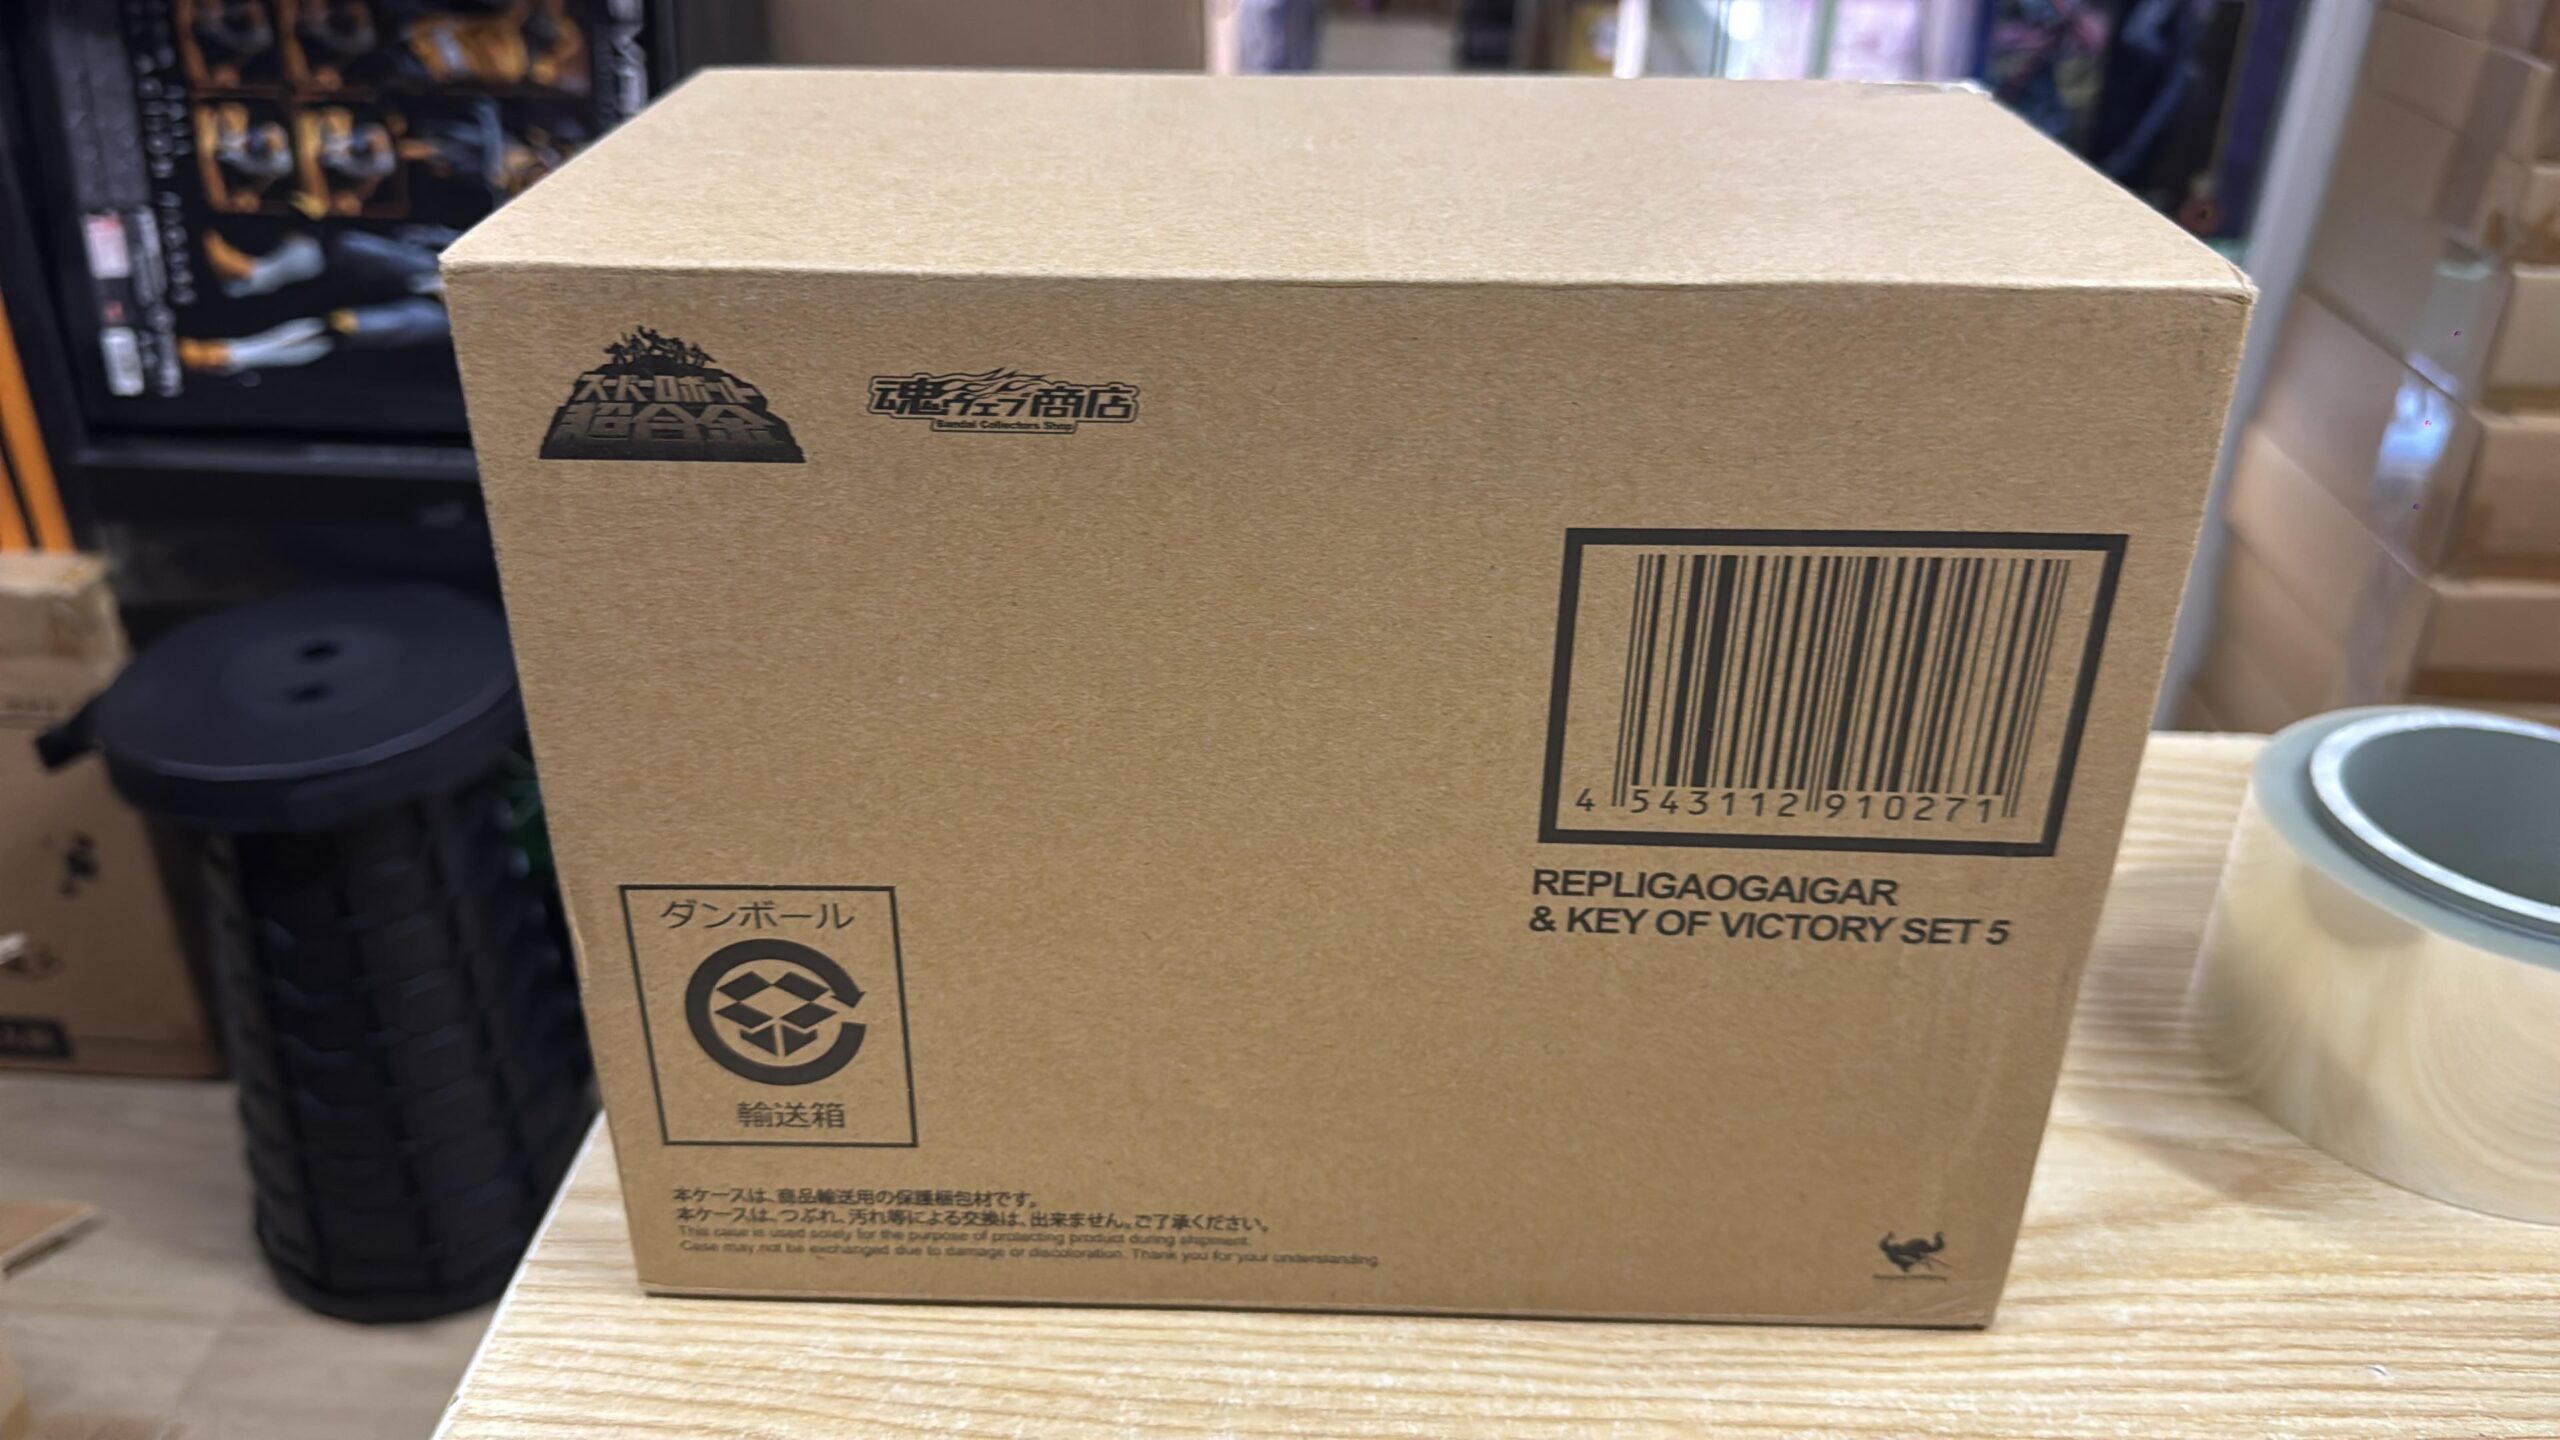 スーパーロボット
超合金
魂ウェブ商店
Bandai Collectors Shop
4 543112 910271
REPLIGAOGAIGAR
& KEY OF VICTORY SET 5
ダンボール
輸送箱
本ケースは、商品輸送用の保護梱包材です。
本ケースは、つぶれ、汚れ等による交換は、出来ません。ご了承ください。
This case is used solely for the purpose of protecting product during shipment.
Case may not be exchanged due to damage or discoloration. Thank you for your understanding.